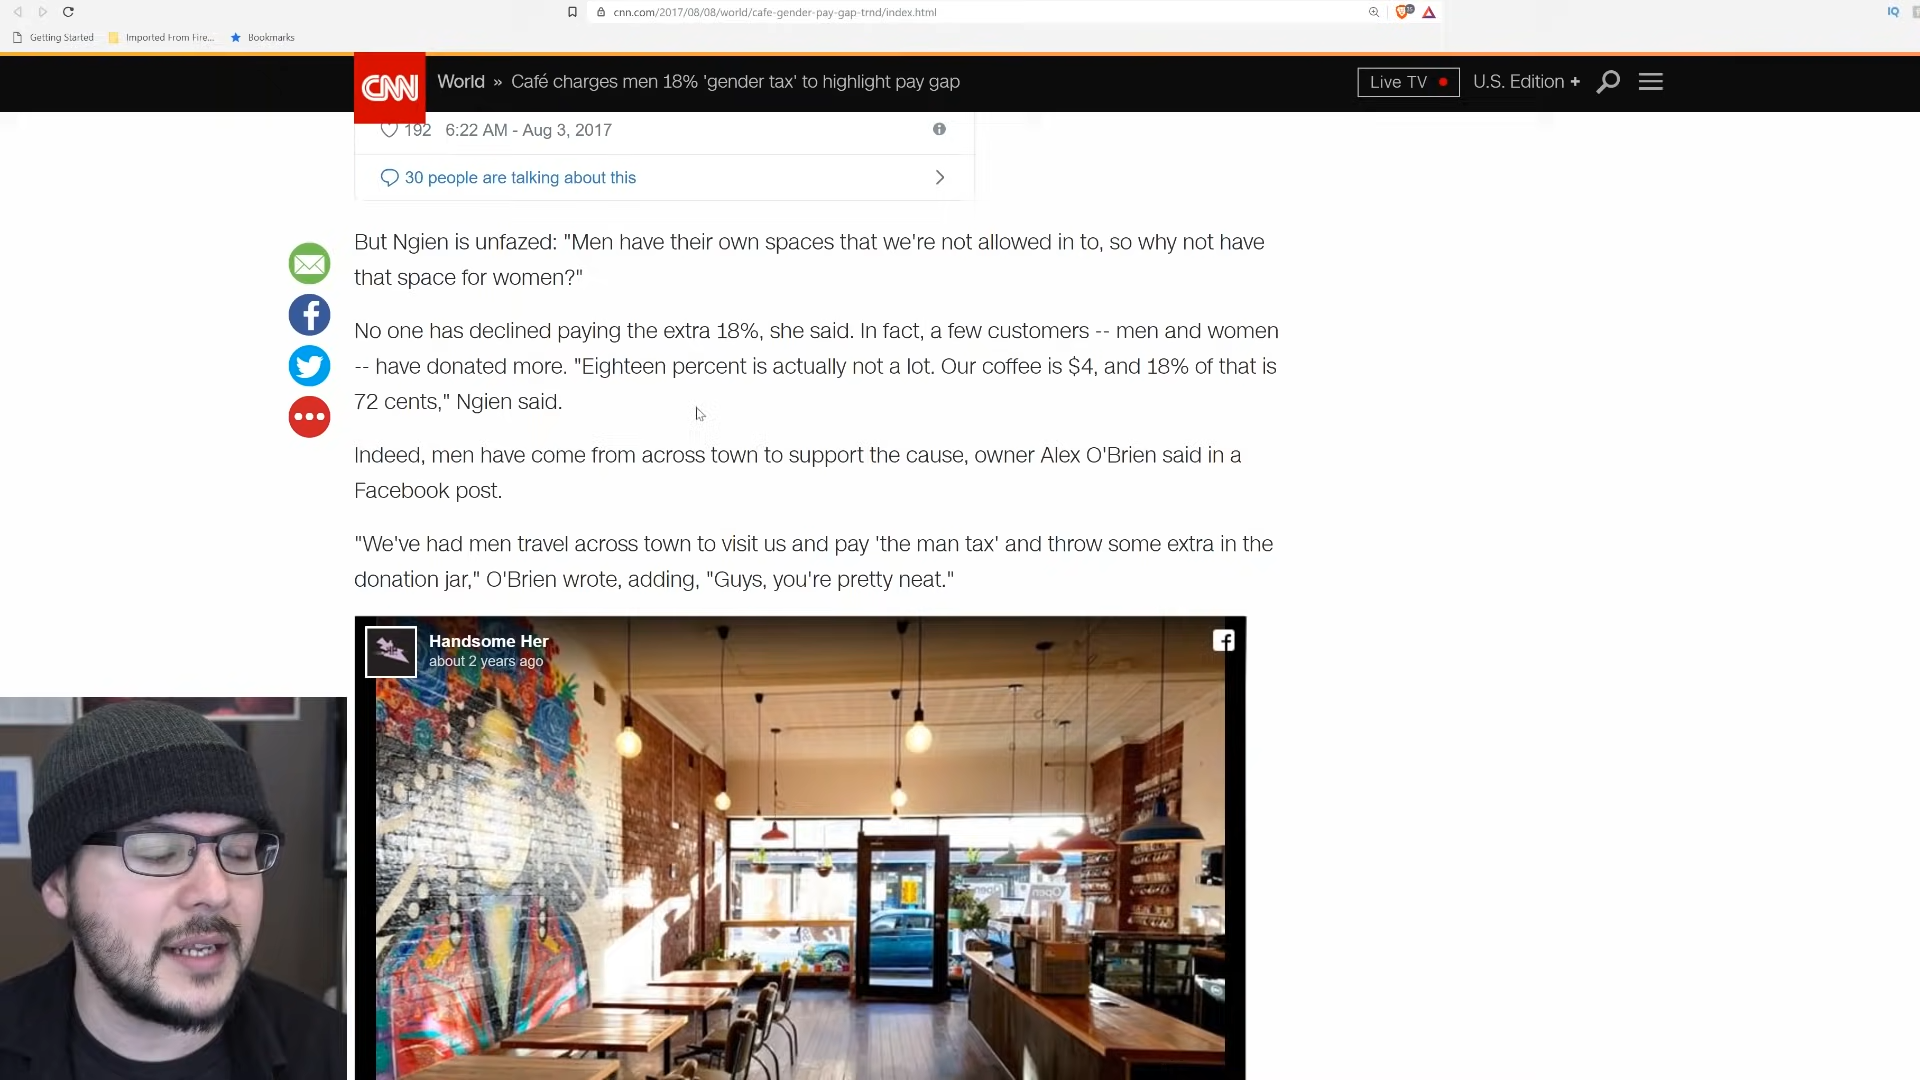 cnn.com/2017/08/08/world/cafe-gender-pay-gap-trnd/index.html
IQ
Getting Started
Imported From Fire...
Bookmarks
CNN
World » Café charges men 18% 'gender tax' to highlight pay gap
Live TV
U.S. Edition +
192 6:22 AM - Aug 3, 2017
30 people are talking about this
But Ngien is unfazed: "Men have their own spaces that we're not allowed in to, so why not have
that space for women?"
No one has declined paying the extra 18%, she said. In fact, a few customers -- men and women
-- have donated more. "Eighteen percent is actually not a lot. Our coffee is $4, and 18% of that is
72 cents," Ngien said.
Indeed, men have come from across town to support the cause, owner Alex O'Brien said in a
Facebook post.
"We've had men travel across town to visit us and pay 'the man tax' and throw some extra in the
donation jar," O'Brien wrote, adding, "Guys, you're pretty neat."
Handsome Her
about 2 years ago
Open